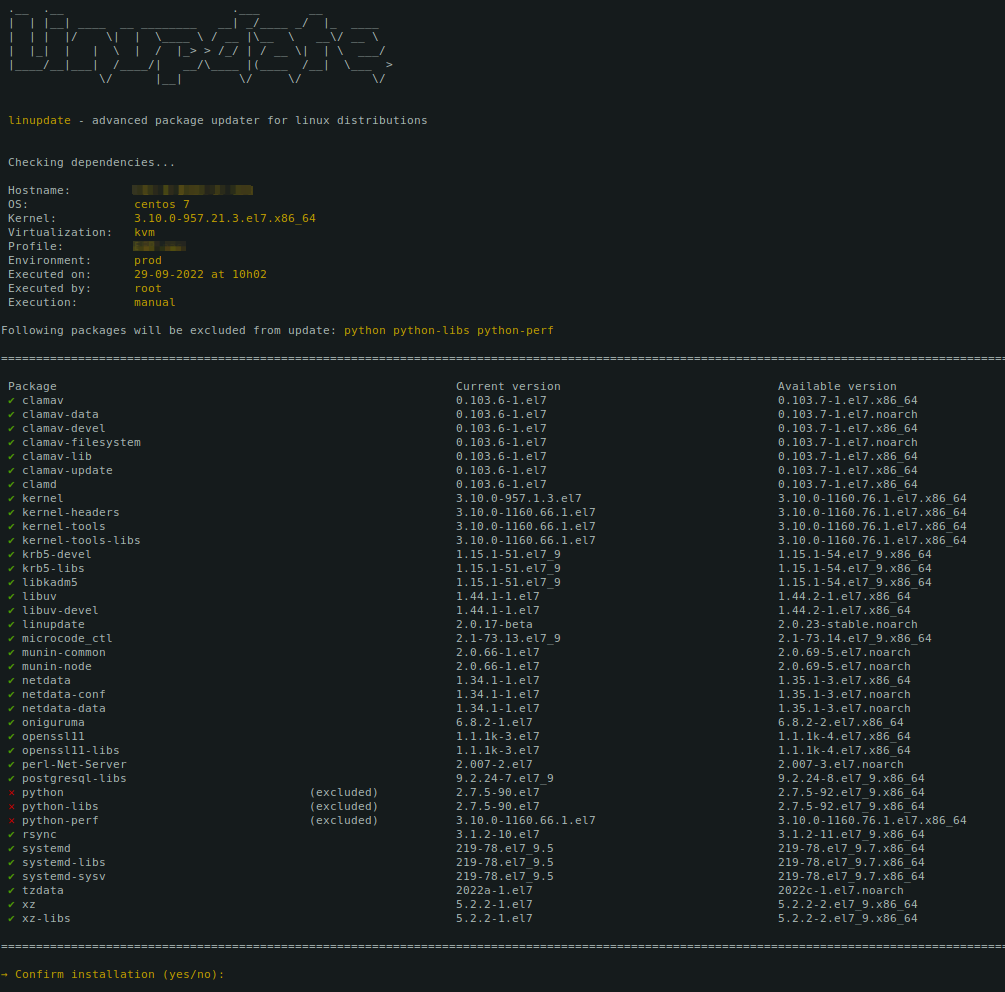 linupdate - advanced package updater for linux distributions
Checking dependencies...
Hostname:
OS: centos 7
Kernel: 3.10.0-957.21.3.el7.x86_64
Virtualization: kvm
Profile:
Environment: prod
Executed on: 29-09-2022 at 10h02
Executed by: root
Execution: manual
Following packages will be excluded from update: python python-libs python-perf
Package Current version Available version
✔ clamav 0.103.6-1.el7 0.103.7-1.el7.x86_64
✔ clamav-data 0.103.6-1.el7 0.103.7-1.el7.noarch
✔ clamav-devel 0.103.6-1.el7 0.103.7-1.el7.x86_64
✔ clamav-filesystem 0.103.6-1.el7 0.103.7-1.el7.noarch
✔ clamav-lib 0.103.6-1.el7 0.103.7-1.el7.x86_64
✔ clamav-update 0.103.6-1.el7 0.103.7-1.el7.x86_64
✔ clamd 0.103.6-1.el7 0.103.7-1.el7.x86_64
✔ kernel 3.10.0-957.1.3.el7 3.10.0-1160.76.1.el7.x86_64
✔ kernel-headers 3.10.0-1160.66.1.el7 3.10.0-1160.76.1.el7.x86_64
✔ kernel-tools 3.10.0-1160.66.1.el7 3.10.0-1160.76.1.el7.x86_64
✔ kernel-tools-libs 3.10.0-1160.66.1.el7 3.10.0-1160.76.1.el7.x86_64
✔ krb5-devel 1.15.1-51.el7_9 1.15.1-54.el7_9.x86_64
✔ krb5-libs 1.15.1-51.el7_9 1.15.1-54.el7_9.x86_64
✔ libkadm5 1.15.1-51.el7_9 1.15.1-54.el7_9.x86_64
✔ libuv 1.44.1-1.el7 1.44.2-1.el7.x86_64
✔ libuv-devel 1.44.1-1.el7 1.44.2-1.el7.x86_64
✔ linupdate 2.0.17-beta 2.0.23-stable.noarch
✔ microcode_ctl 2.1-73.13.el7_9 2.1-73.14.el7_9.x86_64
✔ munin-common 2.0.66-1.el7 2.0.69-5.el7.noarch
✔ munin-node 2.0.66-1.el7 2.0.69-5.el7.noarch
✔ netdata 1.34.1-1.el7 1.35.1-3.el7.x86_64
✔ netdata-conf 1.34.1-1.el7 1.35.1-3.el7.noarch
✔ netdata-data 1.34.1-1.el7 1.35.1-3.el7.noarch
✔ oniguruma 6.8.2-1.el7 6.8.2-2.el7.x86_64
✔ openssl11 1.1.1k-3.el7 1.1.1k-4.el7.x86_64
✔ openssl11-libs 1.1.1k-3.el7 1.1.1k-4.el7.x86_64
✔ perl-Net-Server 2.007-2.el7 2.007-3.el7.noarch
✔ postgresql-libs 9.2.24-7.el7_9 9.2.24-8.el7_9.x86_64
✕ python (excluded) 2.7.5-90.el7 2.7.5-92.el7_9.x86_64
✕ python-libs (excluded) 2.7.5-90.el7 2.7.5-92.el7_9.x86_64
✕ python-perf (excluded) 3.10.0-1160.66.1.el7 3.10.0-1160.76.1.el7.x86_64
✔ rsync 3.1.2-10.el7 3.1.2-11.el7_9.x86_64
✔ systemd 219-78.el7_9.5 219-78.el7_9.7.x86_64
✔ systemd-libs 219-78.el7_9.5 219-78.el7_9.7.x86_64
✔ systemd-sysv 219-78.el7_9.5 219-78.el7_9.7.x86_64
✔ tzdata 2022a-1.el7 2022c-1.el7.noarch
✔ xz 5.2.2-1.el7 5.2.2-2.el7_9.x86_64
✔ xz-libs 5.2.2-1.el7 5.2.2-2.el7_9.x86_64
→ Confirm installation (yes/no):